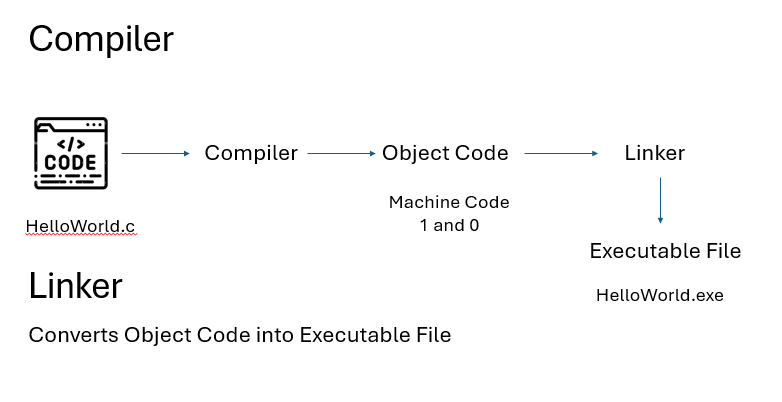 Compiler
</>
CODE
Compiler
Object Code
Linker
HelloWorld.c
Machine Code
1 and 0
Executable File
HelloWorld.exe
Linker
Converts Object Code into Executable File